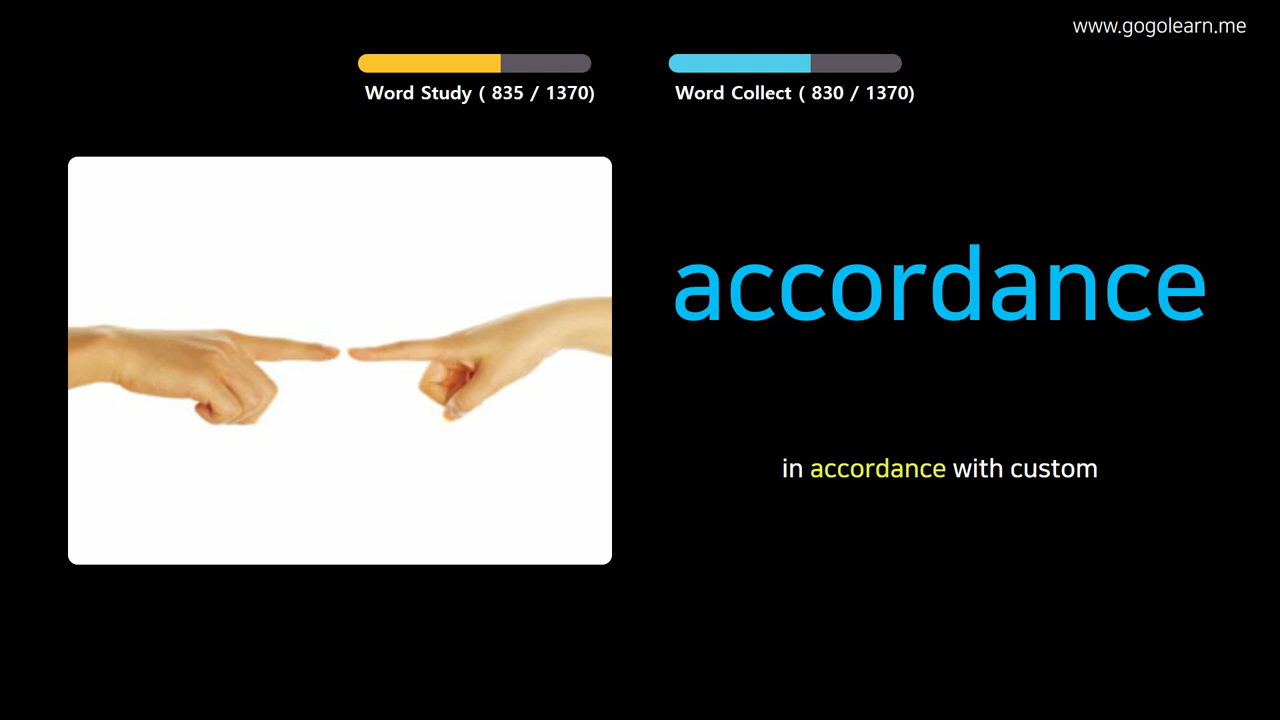 www.gogolearn.me
Word Study ( 835 / 1370)
Word Collect ( 830 / 1370)
accordance
in accordance with custom